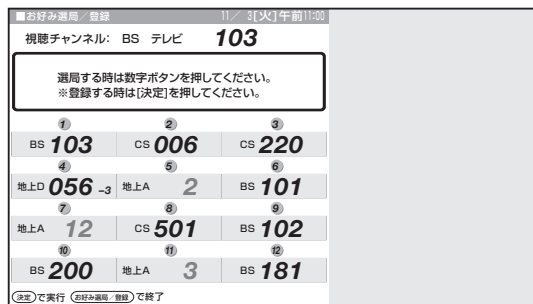 ■お好み選局／登録 11／ 3[火]午前11:00
視聴チャンネル: BS テレビ 103
選局する時は数字ボタンを押してください。
※登録する時は[決定]を押してください。
1 2 3
BS 103 CS 006 CS 220
4 5 6
地上D 056 -3 地上A 2 BS 101
7 8 9
地上A 12 CS 501 BS 102
10 11 12
BS 200 地上A 3 BS 181
決定で実行 お好み選局／登録で終了